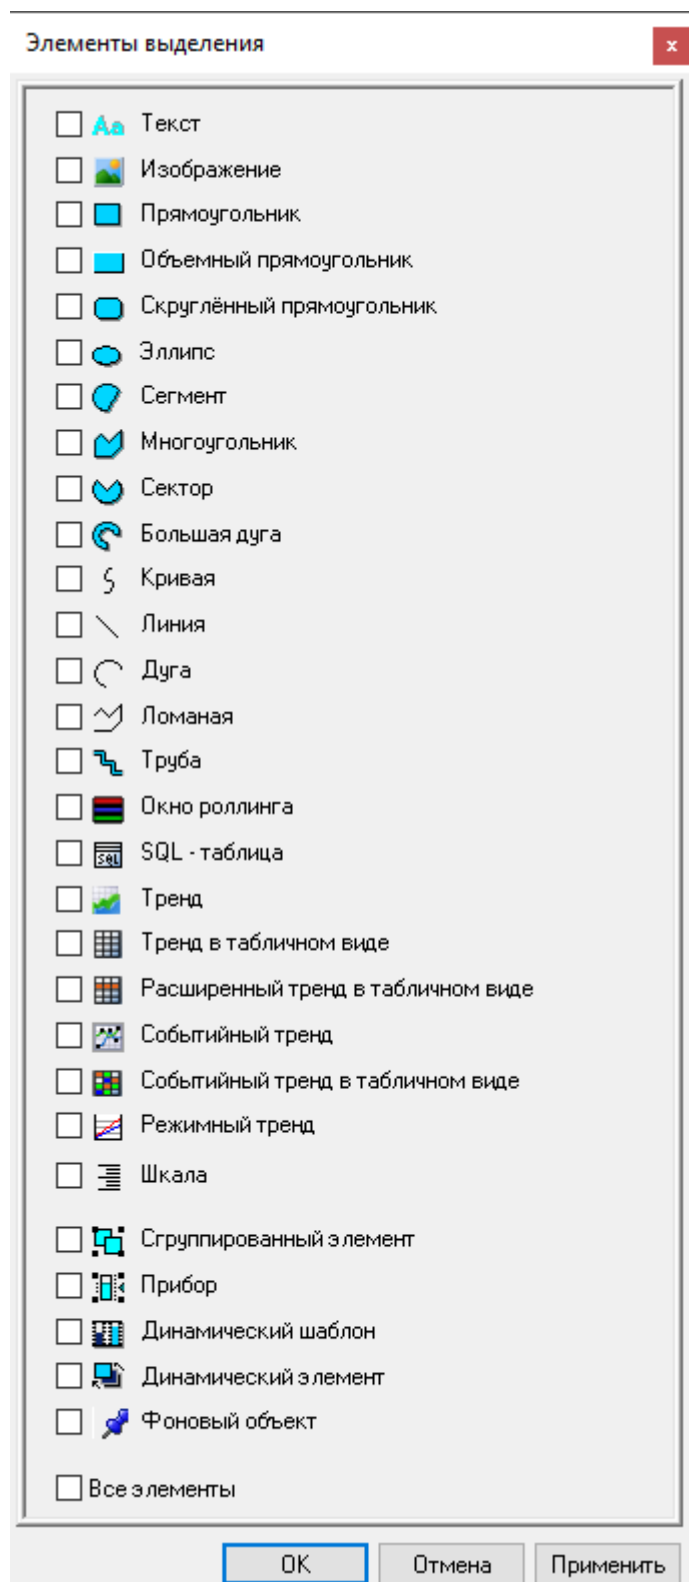 Элементы выделения
x
Aa Текст
Изображение
Прямоугольник
Объемный прямоугольник
Скруглённый прямоугольник
Эллипс
Сегмент
Многоугольник
Сектор
Большая дуга
Кривая
Линия
Дуга
Ломаная
Труба
Окно роллинга
SQL SQL - таблица
Тренд
Тренд в табличном виде
Расширенный тренд в табличном виде
Событийный тренд
Событийный тренд в табличном виде
Режимный тренд
Шкала
Сгруппированный элемент
Прибор
Динамический шаблон
Динамический элемент
Фоновый объект
Все элементы
OK Отмена Применить